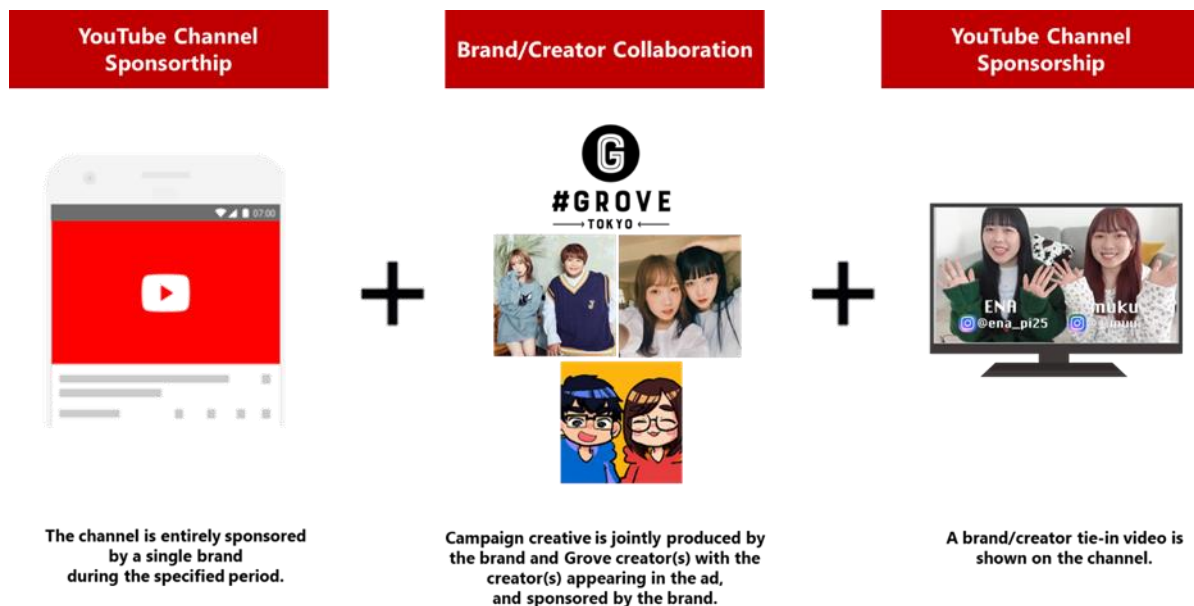 YouTube Channel
Sponsorthip
Brand/Creator Collaboration
YouTube Channel
Sponsorship
07:00
G
#GROVE
TOKYO
ENA
@ena_pi25
muku
The channel is entirely sponsored
by a single brand
during the specified period.
Campaign creative is jointly produced by
the brand and Grove creator(s) with the
creator(s) appearing in the ad,
and sponsored by the brand.
A brand/creator tie-in video is
shown on the channel.